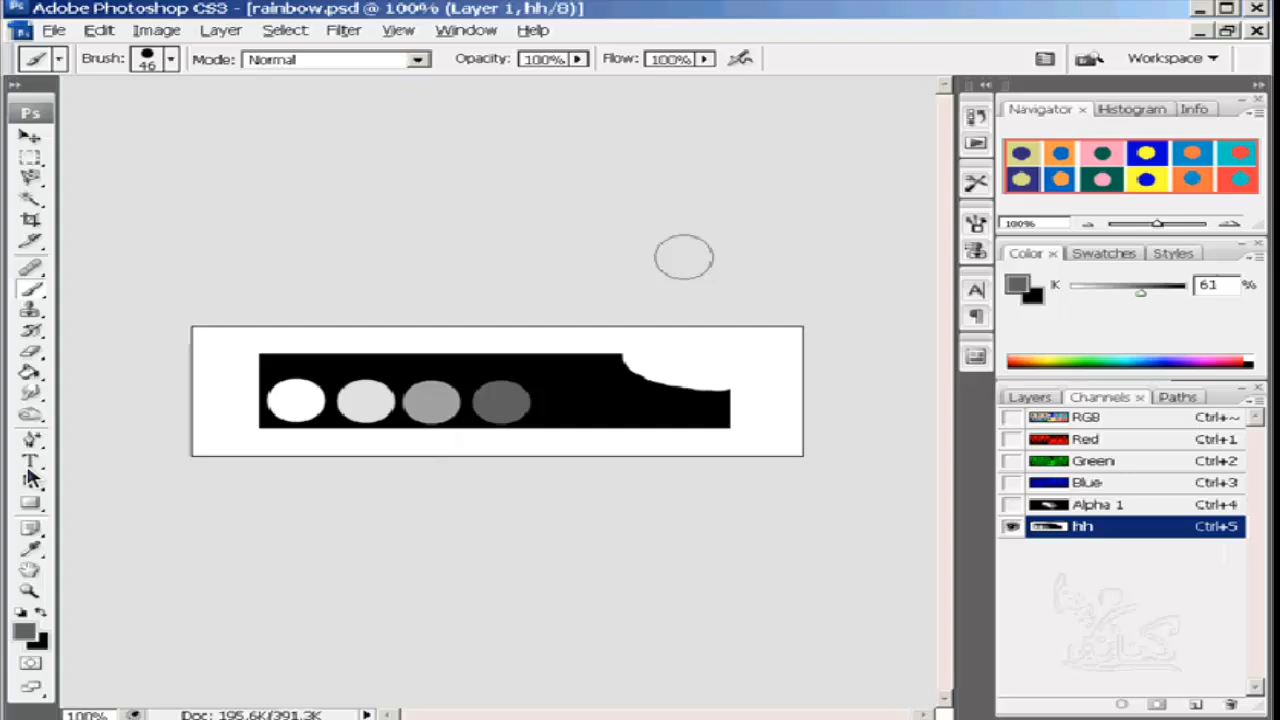 Adobe Photoshop CS3 - [rainbow.psd @ 100% (Layer 1, hh/8)]
File Edit Image Layer Select Filter View Window Help
Brush: 46 Mode: Normal Opacity: 100% Flow: 100% Workspace
Ps
Navigator × Histogram Info
100%
Color × Swatches Styles
K 61 %
Layers Channels × Paths
RGB Ctrl+~
Red Ctrl+1
Green Ctrl+2
Blue Ctrl+3
Alpha 1 Ctrl+4
hh Ctrl+5
100% Doc: 195.6K/391.3K